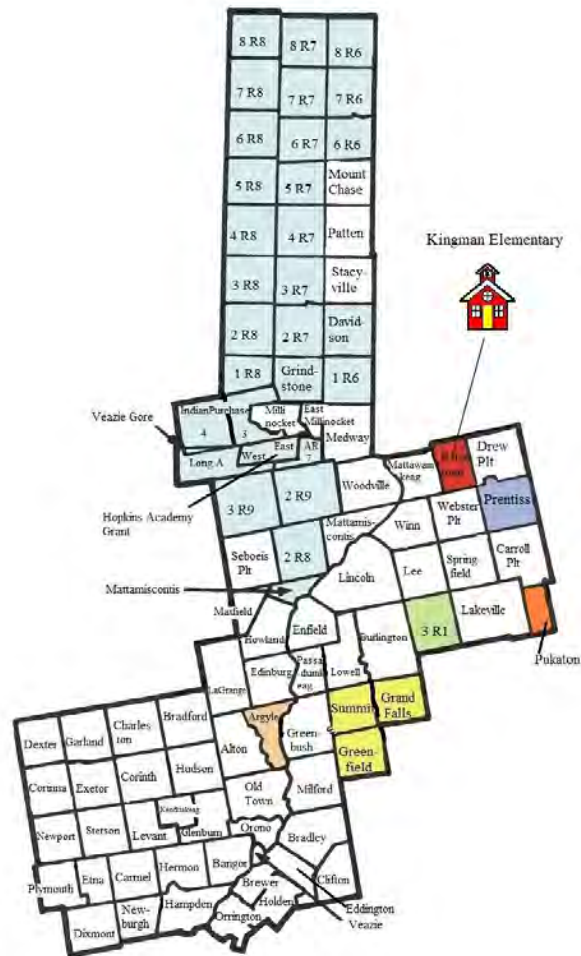 8 R8
8 R7
8 R6
7 R8
7 R7
7 R6
6 R8
6 R7
6 R6
5 R8
5 R7
Mount
Chase
4 R8
4 R7
Patten
Kingman Elementary
3 R8
3 R7
Stacy-
ville
2 R8
2 R7
David-
son
1 R8
Grind-
stone
1 R6
Veazie Gore
IndianPurchase
4
3
Milli
nocket
East
Millinocket
Medway
Long A
West
East
AR
7
Hopkins Academy
Grant
3 R9
2 R9
Woodville
Mattawam
keag
Drew
Plt
Prentiss
Webster
Plt
Winn
Mattamis-
contis
Seboeis
Plt
2 R8
Mattamiscontis
Lincoln
Lee
Spring-
field
Carroll
Plt
Maxfield
Howland
Enfield
Burlington
3 R1
Lakeville
Pukaton
LaGrange
Edinburg
Passa
dumk
eag
Lowell
Summit
Grand
Falls
Argyle
Green-
bush
Green-
field
Alton
Dexter
Garland
Charles
ton
Bradford
Corinna
Exeter
Corinth
Hudson
Old
Town
Milford
Newport
Stetson
Levant
Glenburn
Orono
Bradley
Plymouth
Etna
Carmel
Hermon
Bangor
Clifton
Eddington
Veazie
Brewer
Holden
Dixmont
New-
burgh
Hampden
Orrington